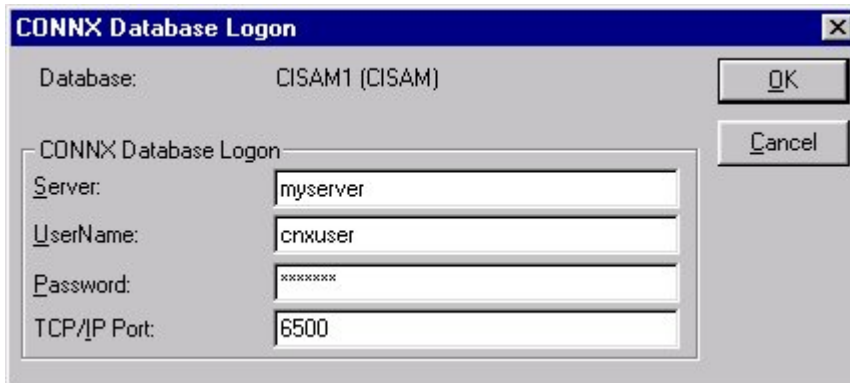 CONNX Database Logon
Database: CISAM1 (CISAM)
OK
Cancel
CONNX Database Logon
Server: myserver
UserName: cnxuser
Password: *******
TCP/IP Port: 6500